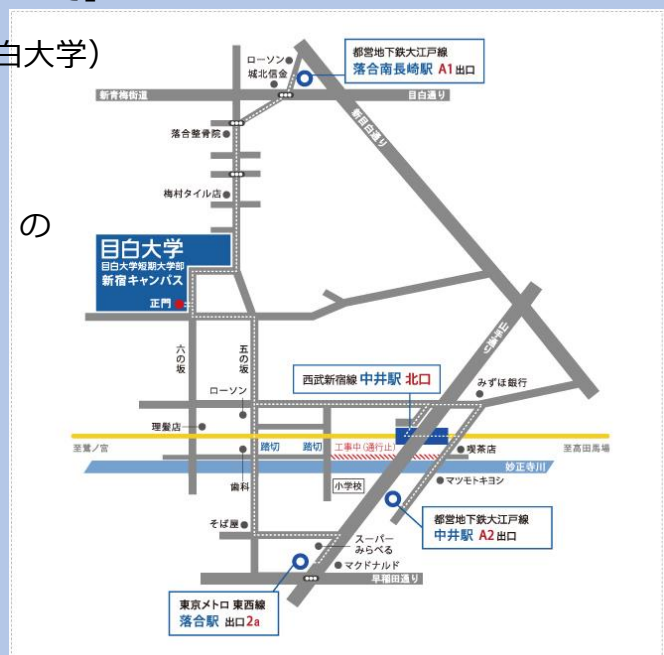 白大学）
の
ローソン
城北信金
都営地下鉄大江戸線
落合南長崎駅 A1出口
新青梅街道
目白通り
新目白通り
落合整骨院
梅村タイル店
目白大学
目白大学短期大学部
新宿キャンパス
正門
六の坂
五の坂
山手通り
西武新宿線 中井駅 北口
みずほ銀行
ローソン
理髪店
至鷺ノ宮
踏切
踏切
工事中（通行止）
喫茶店
至高田馬場
妙正寺川
歯科
小学校
マツモトキヨシ
都営地下鉄大江戸線
中井駅 A2出口
そば屋
スーパー
みらべる
マクドナルド
早稲田通り
東京メトロ 東西線
落合駅 出口2a